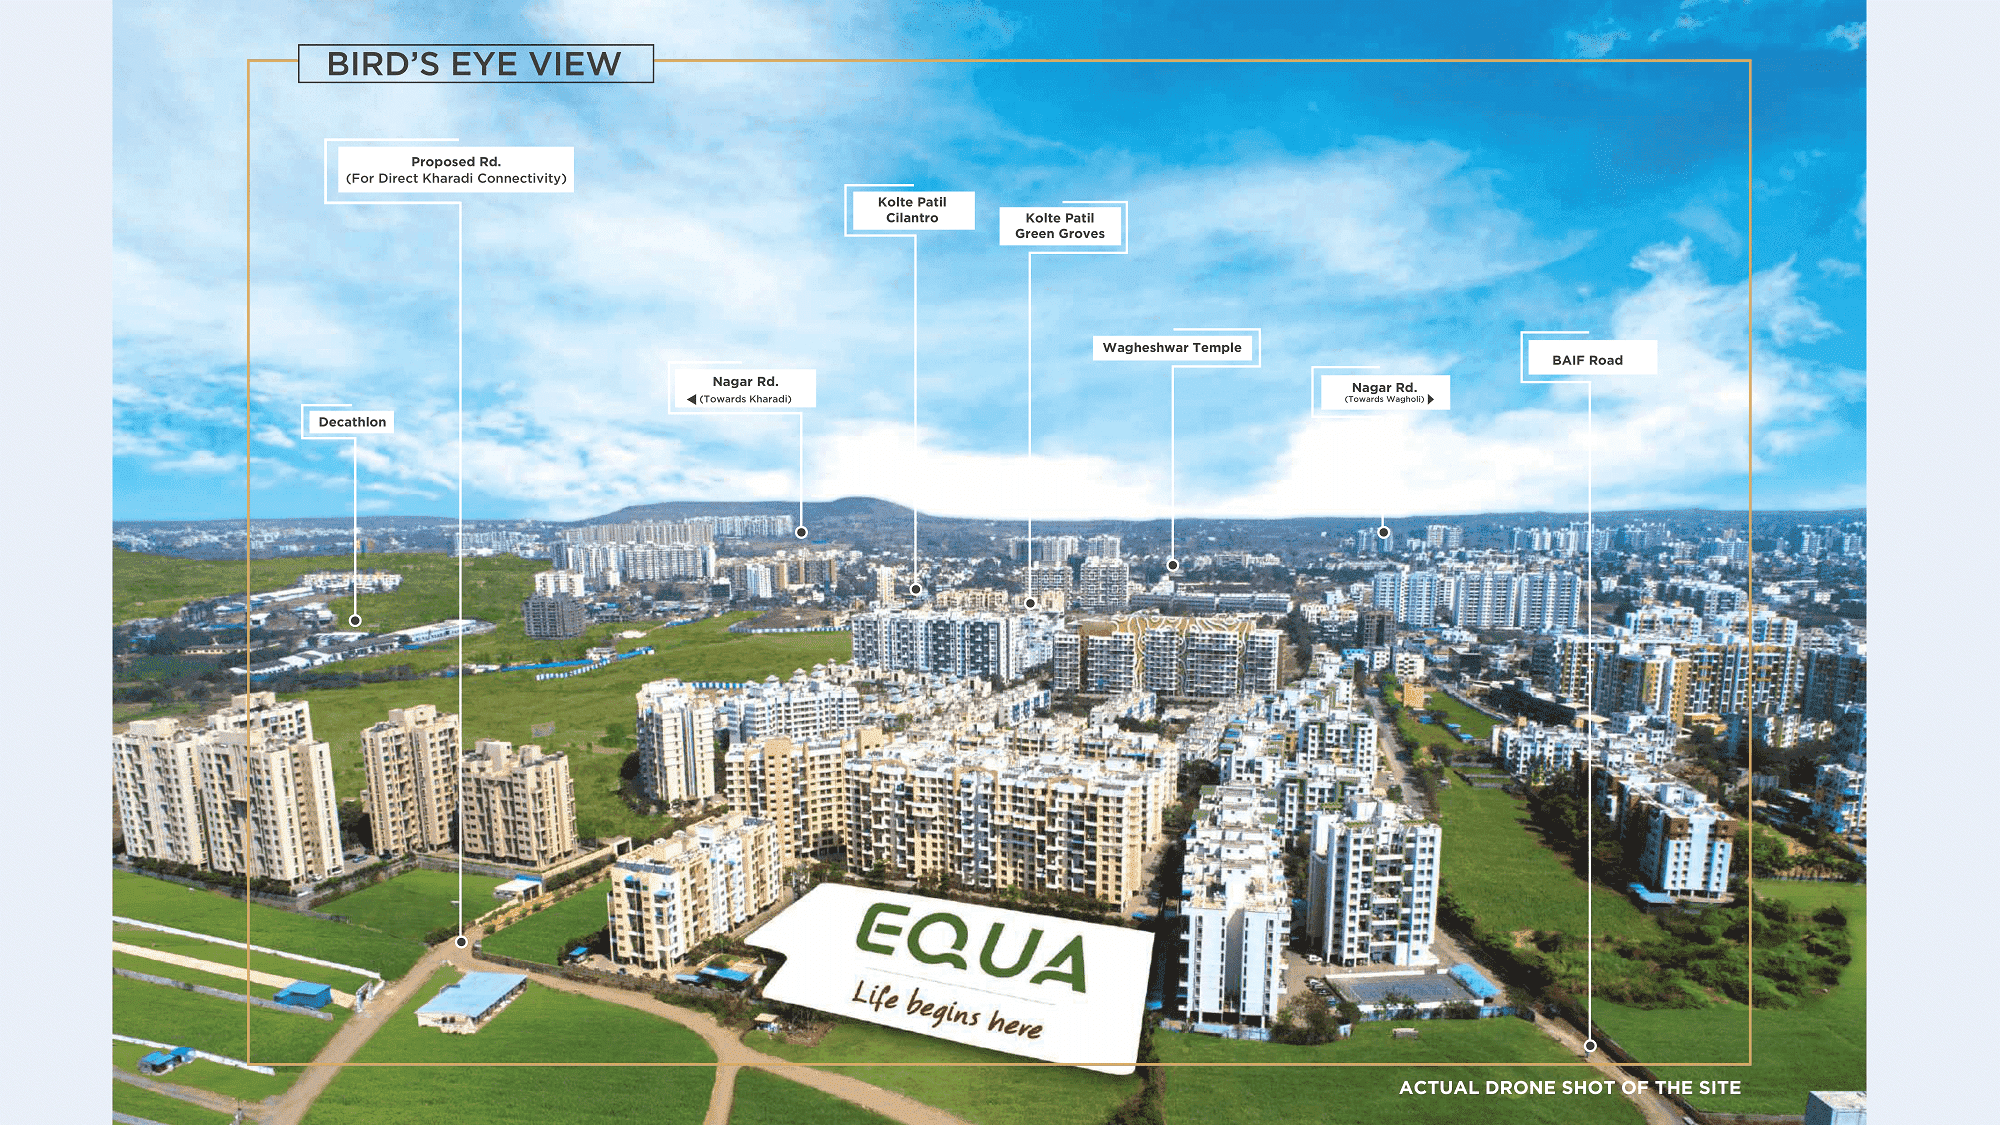 BIRD'S EYE VIEW
Proposed Rd.
(For Direct Kharadi Connectivity)
Kolte Patil
Cilantro
Kolte Patil
Green Groves
Wagheshwar Temple
BAIF Road
Nagar Rd.
(Towards Kharadi)
Nagar Rd.
(Towards Wagholi)
Decathlon
EQUA
Life begins here
ACTUAL DRONE SHOT OF THE SITE